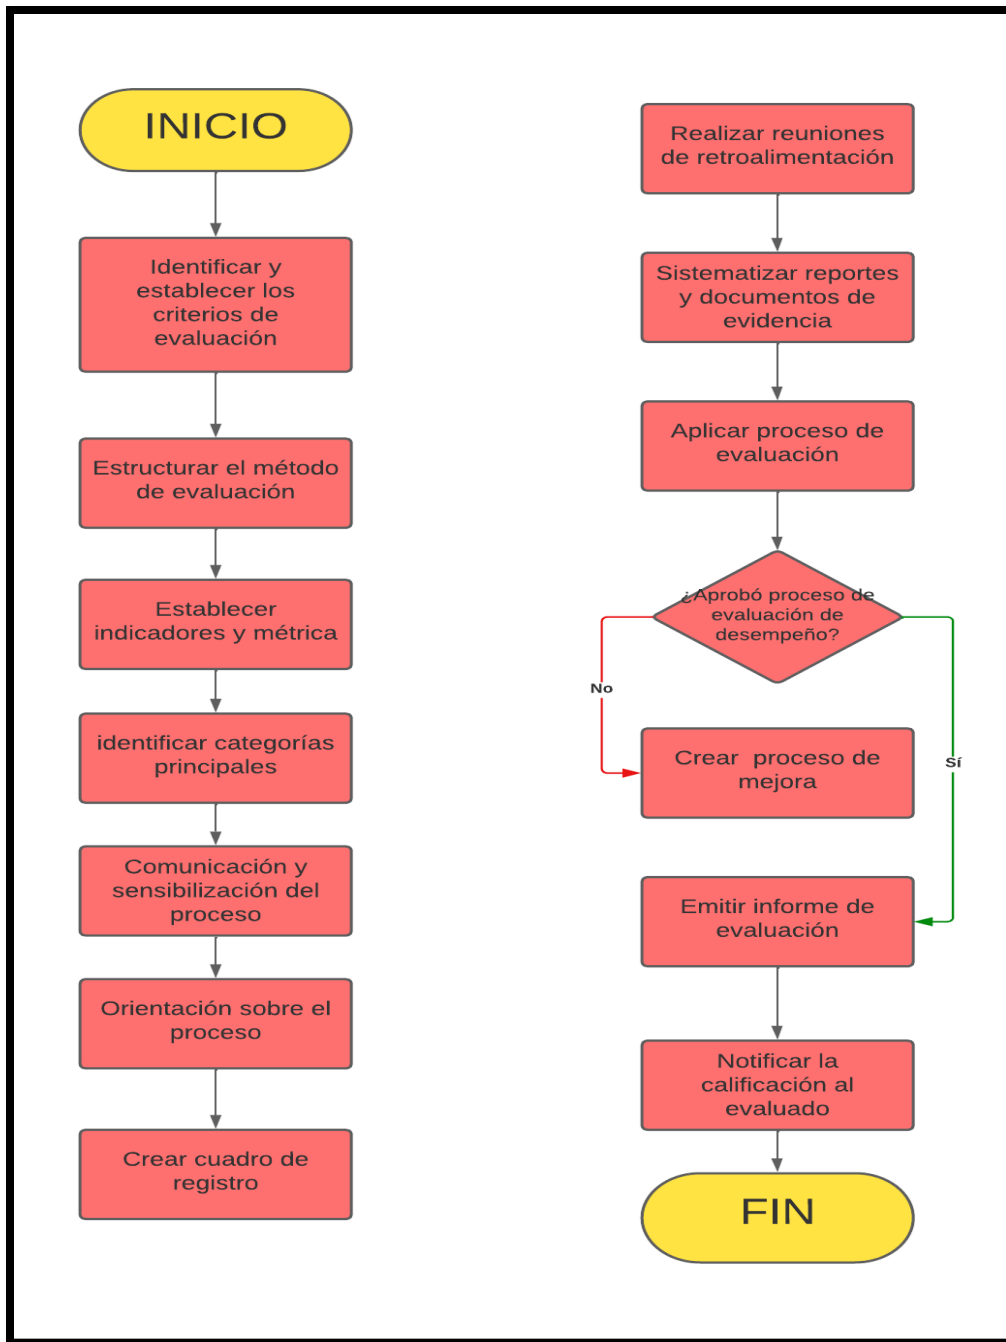 INICIO
Identificar y
establecer los
criterios de
evaluación
Estructurar el método
de evaluación
Establecer
indicadores y métrica
identificar categorías
principales
Comunicación y
sensibilización del
proceso
Orientación sobre el
proceso
Crear cuadro de
registro
Realizar reuniones
de retroalimentación
Sistematizar reportes
y documentos de
evidencia
Aplicar proceso de
evaluación
¿Aprobó proceso de
evaluación de
desempeño?
No
Crear proceso de
mejora
Sí
Emitir informe de
evaluación
Notificar la
calificación al
evaluado
FIN